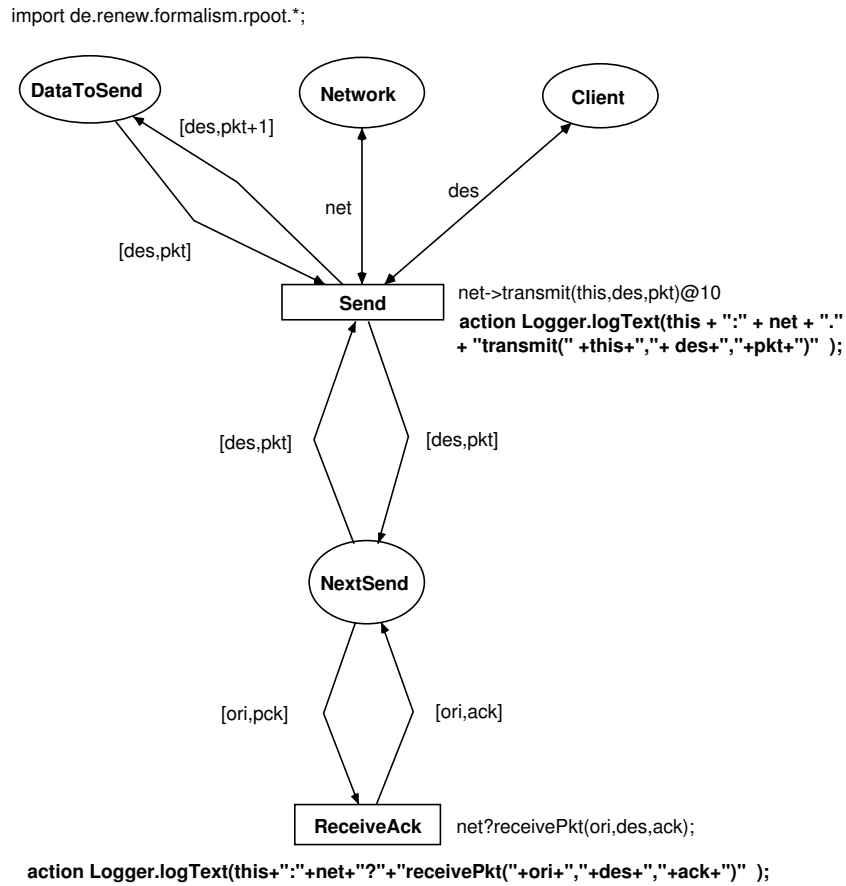 import de.renew.formalism.rpoot.*;
DataToSend
Network
Client
[des,pkt+1]
des
net
[des,pkt]
Send
net->transmit(this,des,pkt)@10
action Logger.logText(this + ":" + net + "."
+ "transmit(" +this+","+ des+","+pkt+")"  );
[des,pkt]
[des,pkt]
NextSend
[ori,pck]
[ori,ack]
ReceiveAck
net?receivePkt(ori,des,ack);
action Logger.logText(this+":"+net+"?"+"receivePkt("+ori+","+des+","+ack+")"  );